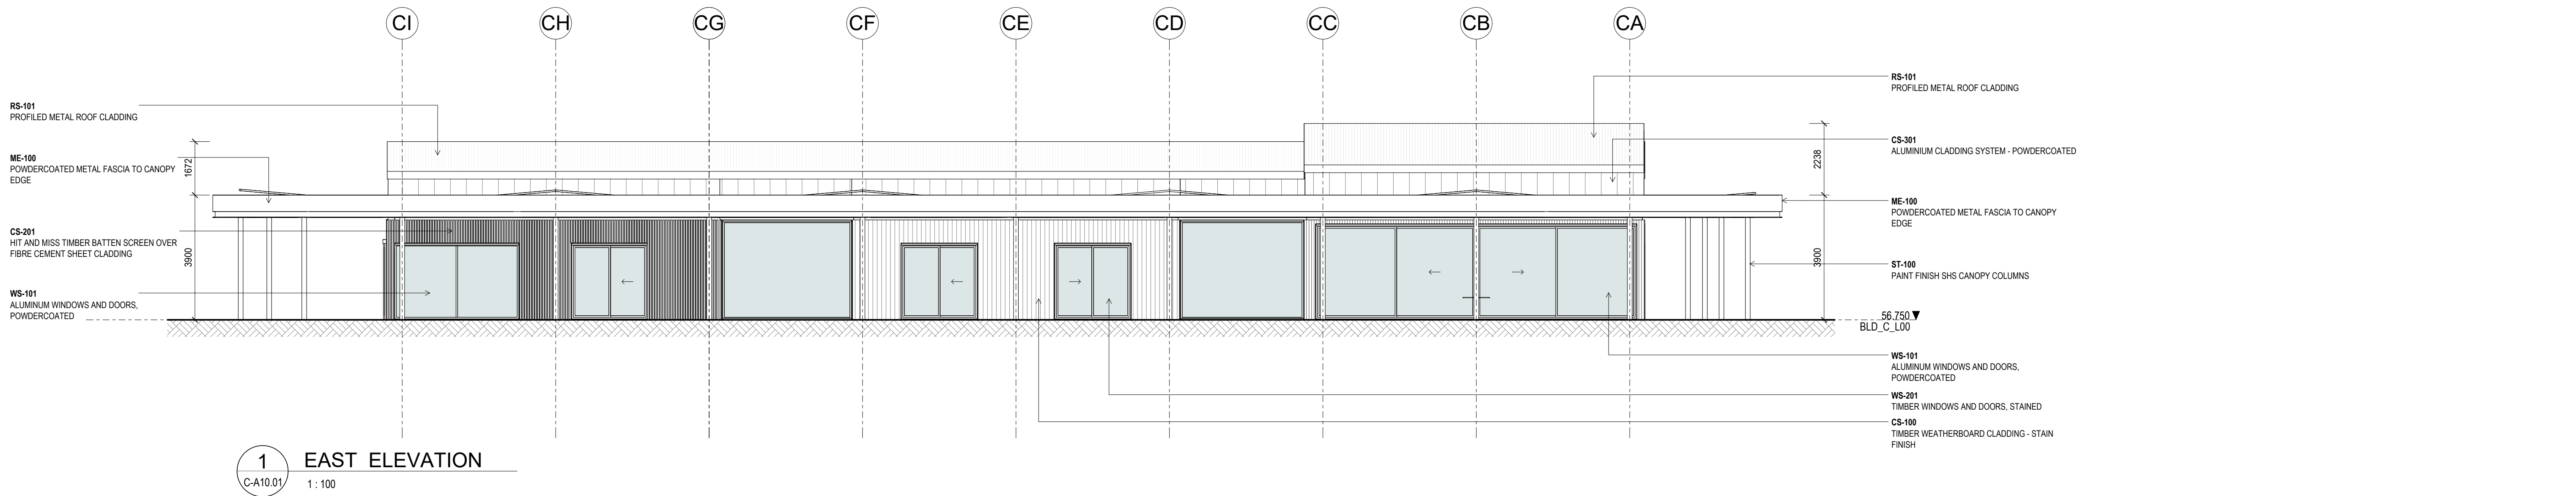 CI CH CG CF CE CD CC CB CA
RS-101
PROFILED METAL ROOF CLADDING
ME-100
POWDERCOATED METAL FASCIA TO CANOPY
EDGE
CS-201
HIT AND MISS TIMBER BATTEN SCREEN OVER
FIBRE CEMENT SHEET CLADDING
WS-101
ALUMINUM WINDOWS AND DOORS,
POWDERCOATED
1672
3900
RS-101
PROFILED METAL ROOF CLADDING
CS-301
ALUMINIUM CLADDING SYSTEM - POWDERCOATED
ME-100
POWDERCOATED METAL FASCIA TO CANOPY
EDGE
ST-100
PAINT FINISH SHS CANOPY COLUMNS
2238
3900
56,750
BLD_C_L00
WS-101
ALUMINUM WINDOWS AND DOORS,
POWDERCOATED
WS-201
TIMBER WINDOWS AND DOORS, STAINED
CS-100
TIMBER WEATHERBOARD CLADDING - STAIN
FINISH
1
C-A10.01
EAST ELEVATION
1 : 100